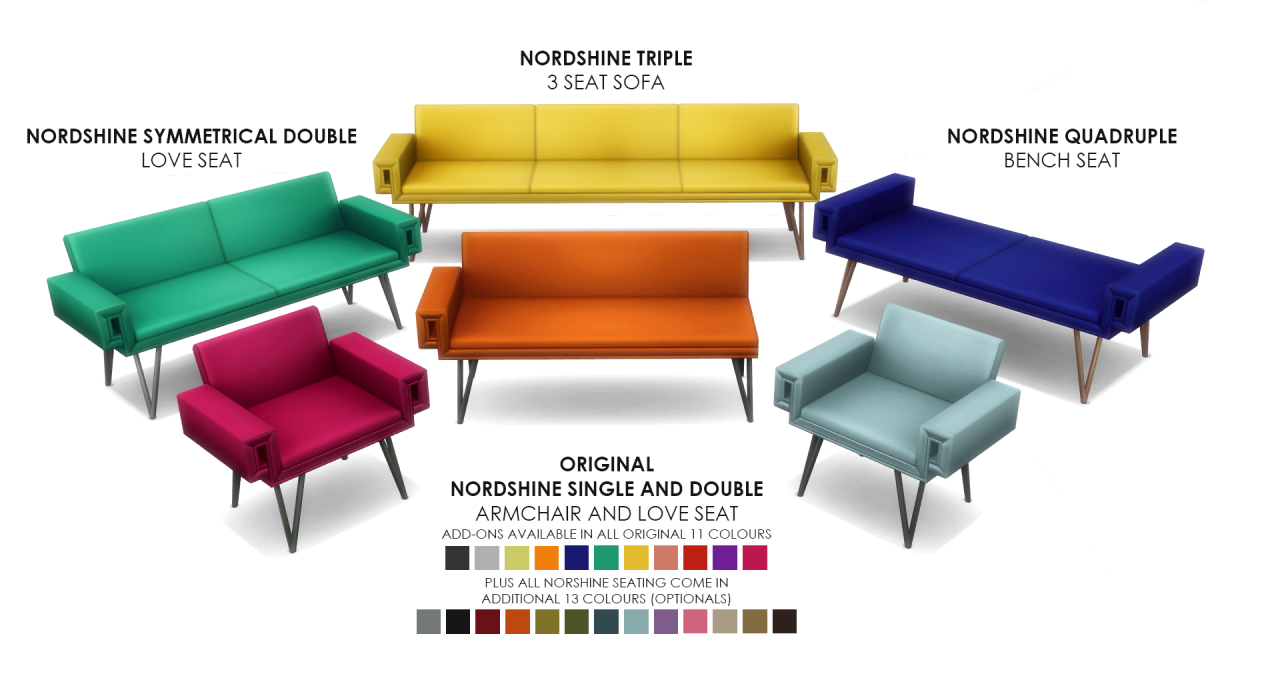 NORDSHINE TRIPLE
3 SEAT SOFA
NORDSHINE SYMMETRICAL DOUBLE
LOVE SEAT
NORDSHINE QUADRUPLE
BENCH SEAT
ORIGINAL
NORDSHINE SINGLE AND DOUBLE
ARMCHAIR AND LOVE SEAT
ADD-ONS AVAILABLE IN ALL ORIGINAL 11 COLOURS
PLUS ALL NORSHINE SEATING COME IN
ADDITIONAL 13 COLOURS (OPTIONALS)